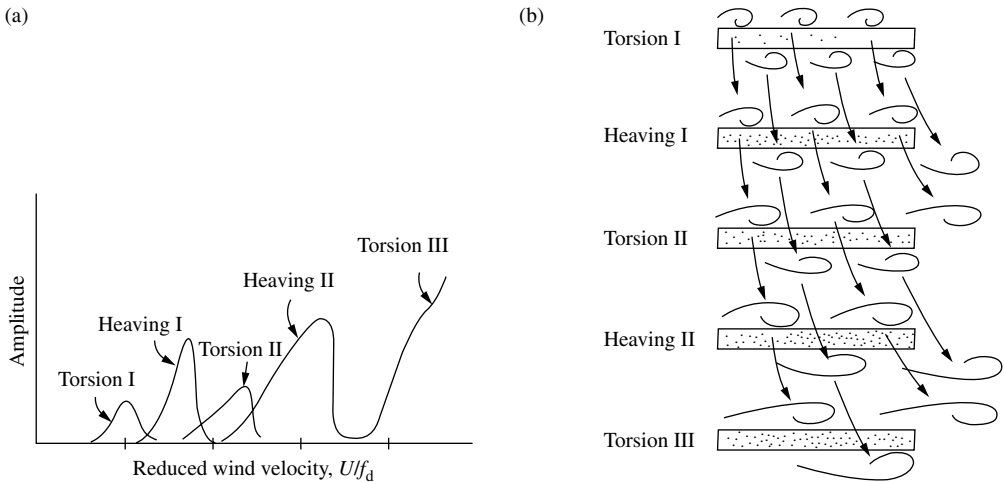 (a)
Amplitude
Torsion I
Heaving I
Torsion II
Heaving II
Torsion III
Reduced wind velocity, U/f_d
(b)
Torsion I
Heaving I
Torsion II
Heaving II
Torsion III